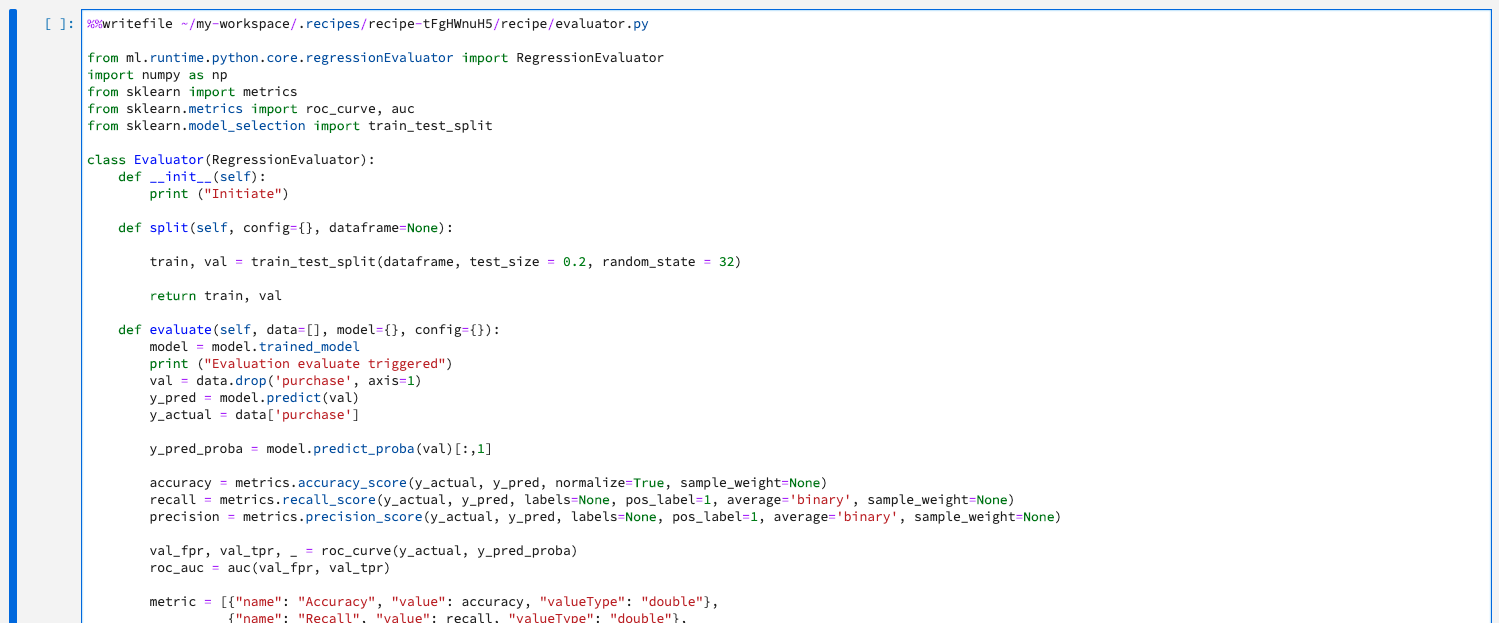 [ ]: %%writefile ~/my-workspace/.recipes/recipe-tFgHWnuH5/recipe/evaluator.py

from ml.runtime.python.core.regressionEvaluator import RegressionEvaluator
import numpy as np
from sklearn import metrics
from sklearn.metrics import roc_curve, auc
from sklearn.model_selection import train_test_split

class Evaluator(RegressionEvaluator):
    def __init__(self):
        print ("Initiate")

    def split(self, config={}, dataframe=None):

        train, val = train_test_split(dataframe, test_size = 0.2, random_state = 32)

        return train, val

    def evaluate(self, data=[], model={}, config={}):
        model = model.trained_model
        print ("Evaluation evaluate triggered")
        val = data.drop('purchase', axis=1)
        y_pred = model.predict(val)
        y_actual = data['purchase']

        y_pred_proba = model.predict_proba(val)[:,1]

        accuracy = metrics.accuracy_score(y_actual, y_pred, normalize=True, sample_weight=None)
        recall = metrics.recall_score(y_actual, y_pred, labels=None, pos_label=1, average='binary', sample_weight=None)
        precision = metrics.precision_score(y_actual, y_pred, labels=None, pos_label=1, average='binary', sample_weight=None)

        val_fpr, val_tpr, _ = roc_curve(y_actual, y_pred_proba)
        roc_auc = auc(val_fpr, val_tpr)

        metric = [{"name": "Accuracy", "value": accuracy, "valueType": "double"},
                  {"name": "Recall", "value": recall, "valueType": "double"},